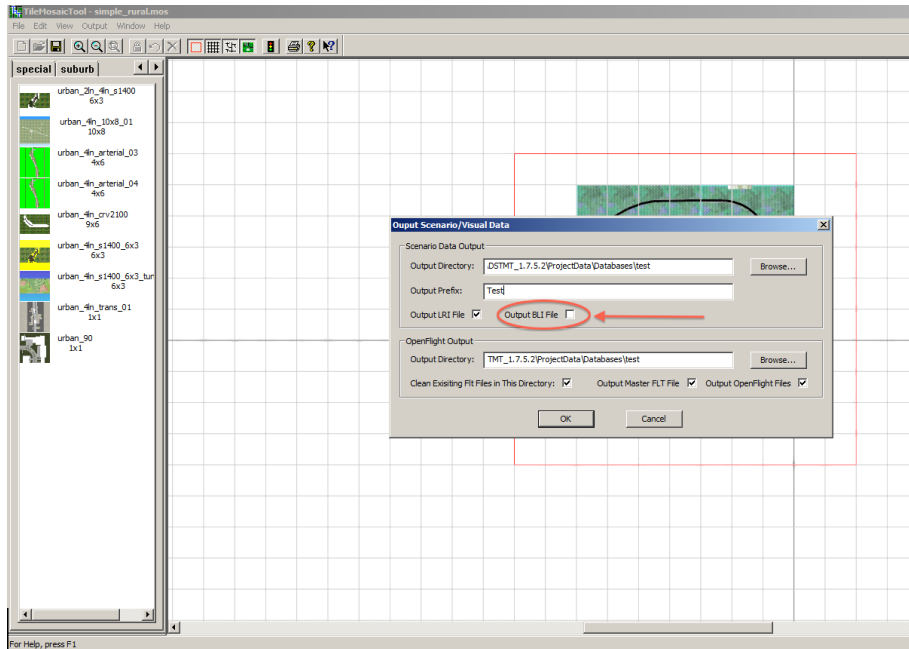 TileMosaicTool - simple_rural.mos
File Edit View Output Window Help
special suburb
urban_2ln_4ln_s1400
6x3
urban_4ln_10x8_01
10x8
urban_4ln_arterial_03
4x6
urban_4ln_arterial_04
4x6
urban_4ln_crv2100
9x6
urban_4ln_s1400_6x3
6x3
urban_4ln_s1400_6x3_tur
6x3
urban_4ln_trans_01
1x1
urban_90
1x1
Ouput Scenario/Visual Data
Scenario Data Output
Output Directory: .DSTMT_1.7.5.2\ProjectData\Databases\test Browse...
Output Prefix: Test
Output LRI File Output BLI File
OpenFlight Output
Output Directory: TMT_1.7.5.2\ProjectData\Databases\test Browse...
Clean Exisiting Flt Files in This Directory: Output Master FLT File Output OpenFlight Files
OK Cancel
For Help, press F1